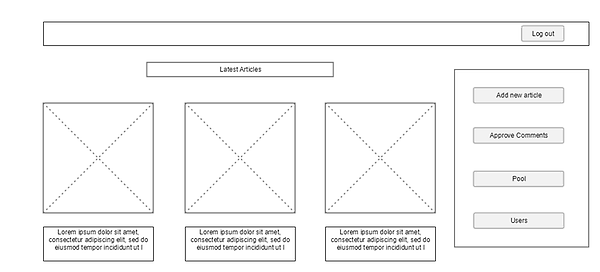 Log out
Latest Articles
Add new article
Approve Comments
Pool
Users
Lorem ipsum dolor sit amet,
consectetur adipiscing elit, sed do
eiusmod tempor incididunt ut l
Lorem ipsum dolor sit amet,
consectetur adipiscing elit, sed do
eiusmod tempor incididunt ut l
Lorem ipsum dolor sit amet,
consectetur adipiscing elit, sed do
eiusmod tempor incididunt ut l